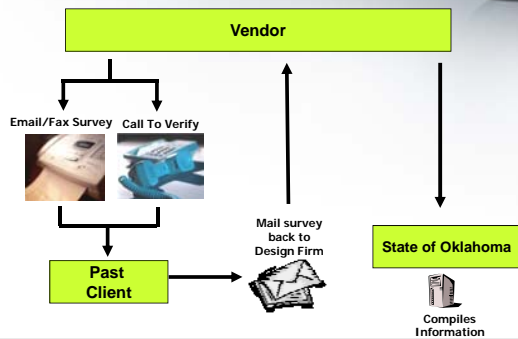 Vendor
Email/Fax Survey
Call To Verify
Mail survey
back to
Design Firm
State of Oklahoma
Past
Client
Compiles
Information